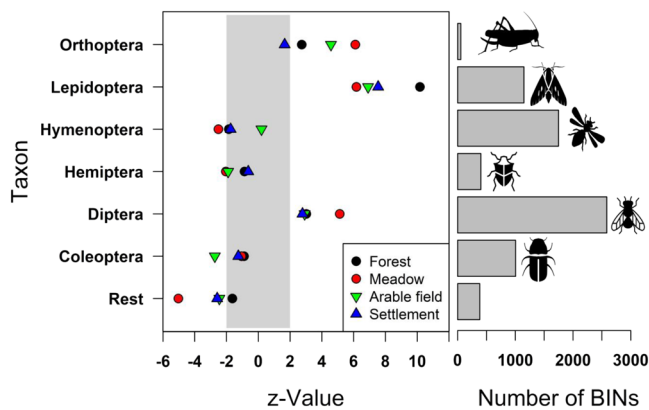 Taxon
Orthoptera
Lepidoptera
Hymenoptera
Hemiptera
Diptera
Coleoptera
Rest
Forest
Meadow
Arable field
Settlement
-6 -4 -2 0 2 4 6 8 10
z-Value
0 1000 2000 3000
Number of BINs